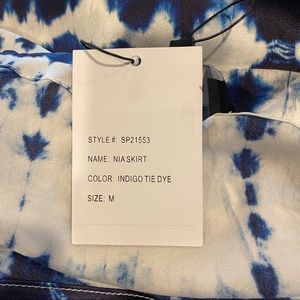 STYLE #: SP21553
NAME: NIA SKIRT
COLOR: INDIGO TIE DYE
SIZE: M